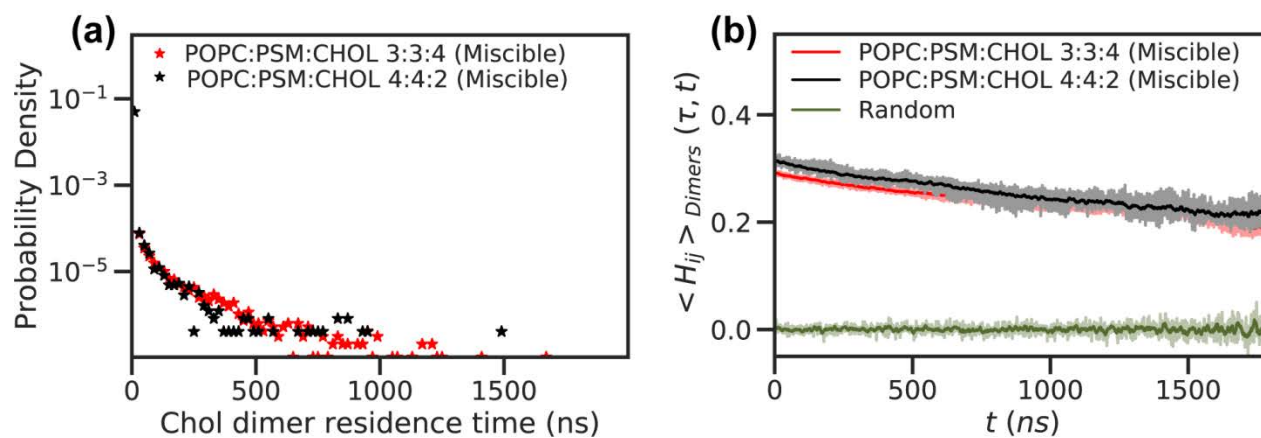 (a)
POPC:PSM:CHOL 3:3:4 (Miscible)
POPC:PSM:CHOL 4:4:2 (Miscible)
Probability Density
10⁻¹
10⁻³
10⁻⁵
0 500 1000 1500
Chol dimer residence time (ns)
(b)
POPC:PSM:CHOL 3:3:4 (Miscible)
POPC:PSM:CHOL 4:4:2 (Miscible)
Random
< H_{ij} >_{Dimers} (τ, t)
0.4
0.2
0.0
0 500 1000 1500
t (ns)